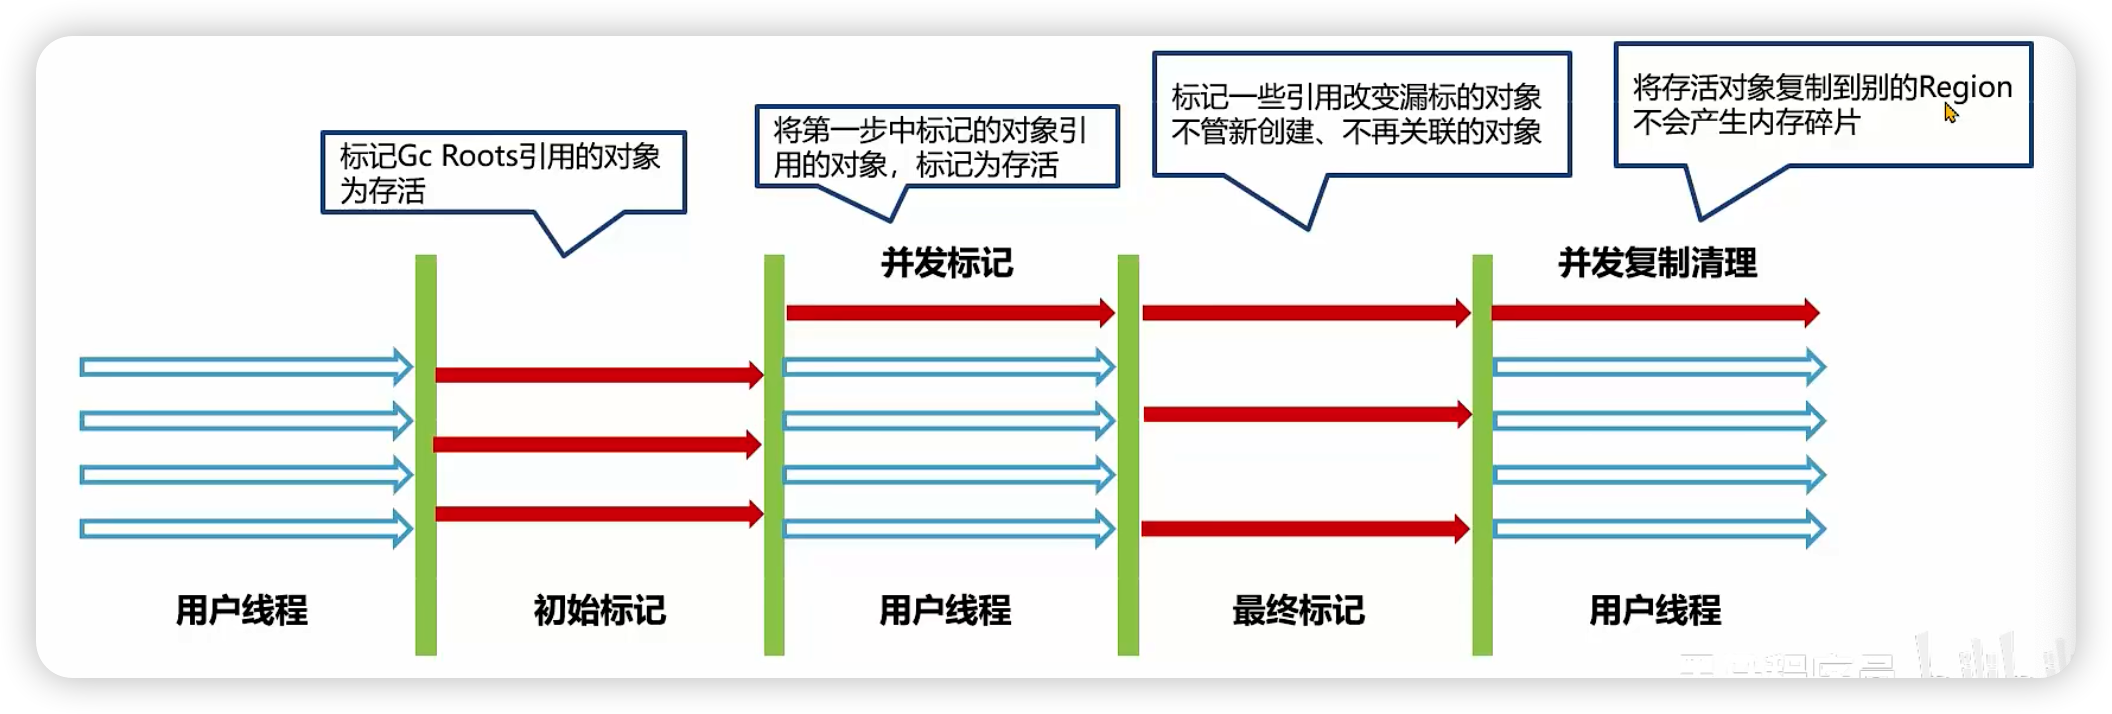 标记Gc Roots引用的对象
为存活
将第一步中标记的对象引
用的对象，标记为存活
标记一些引用改变漏标的对象
不管新创建、不再关联的对象
将存活对象复制到别的Region
不会产生内存碎片
并发标记
并发复制清理
用户线程
初始标记
用户线程
最终标记
用户线程